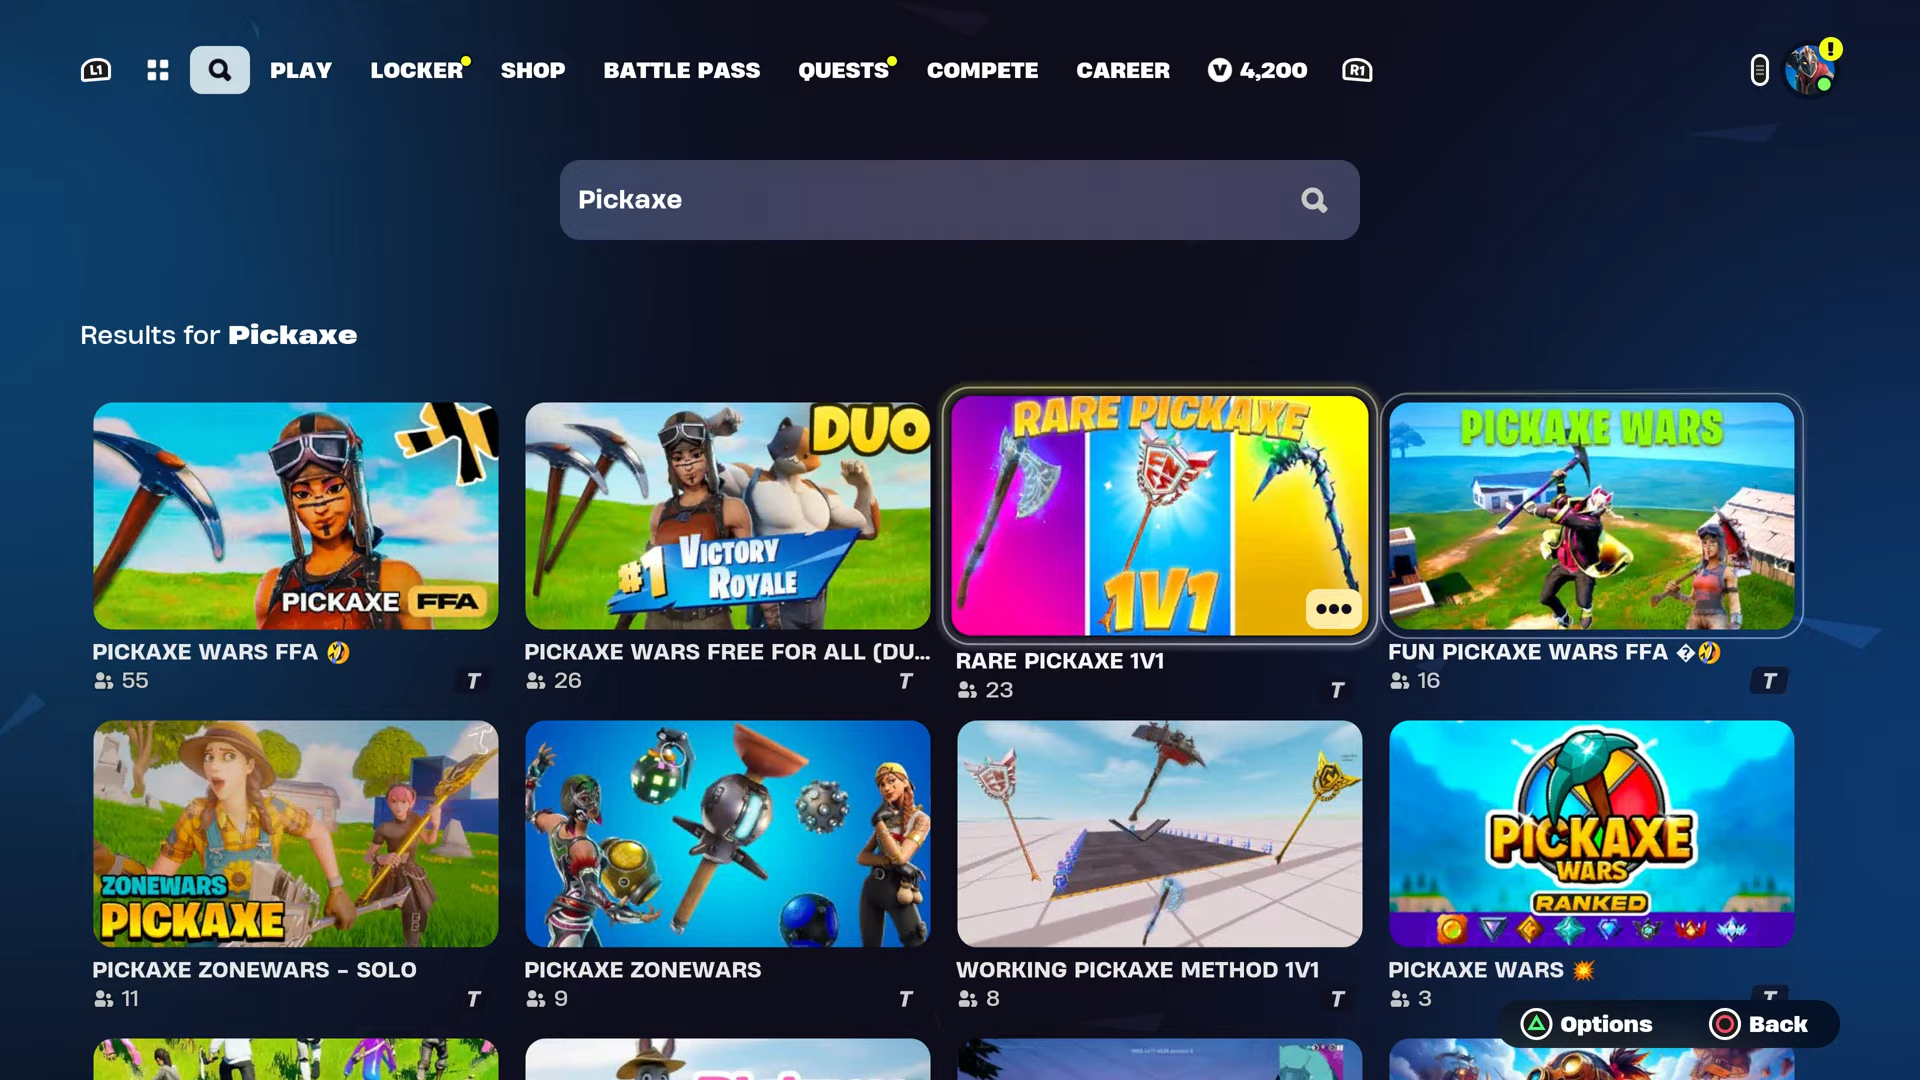 L1
PLAY
LOCKER
SHOP
BATTLE PASS
QUESTS
COMPETE
CAREER
V 4,200
R1
!
Pickaxe
Results for Pickaxe
PICKAXE FFA
PICKAXE WARS FFA 🤣
55
T
DUO
#1 VICTORY
ROYALE
PICKAXE WARS FREE FOR ALL (DU...
26
T
RARE PICKAXE
1V1
RARE PICKAXE 1V1
23
T
PICKAXE WARS
FUN PICKAXE WARS FFA �🤣
16
T
ZONEWARS
PICKAXE
PICKAXE ZONEWARS - SOLO
11
T
PICKAXE ZONEWARS
9
T
WORKING PICKAXE METHOD 1V1
8
T
PICKAXE
WARS
RANKED
PICKAXE WARS 💥
3
T
Options
Back